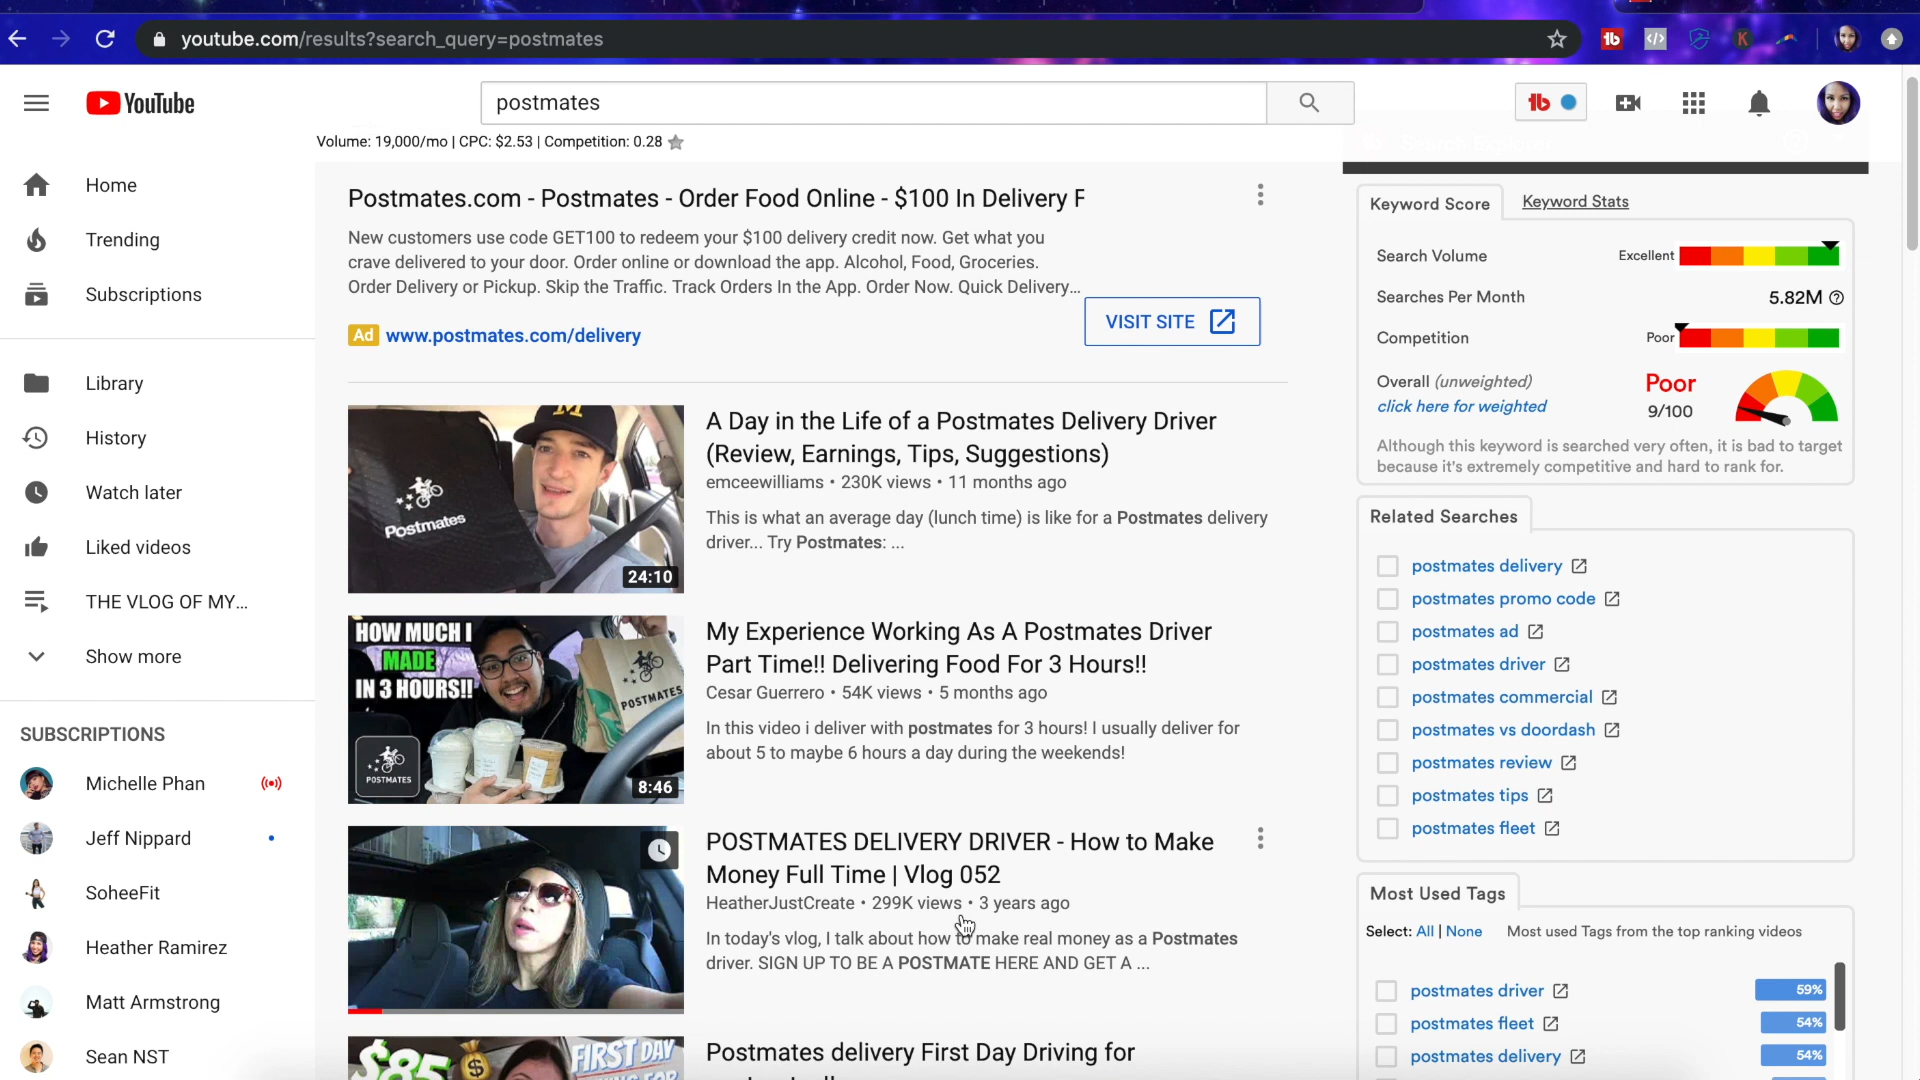 youtube.com/results?search_query=postmates
YouTube
postmates
Volume: 19,000/mo | CPC: $2.53 | Competition: 0.28
Home
Trending
Subscriptions
Library
History
Watch later
Liked videos
THE VLOG OF MY...
Show more
SUBSCRIPTIONS
Michelle Phan
Jeff Nippard
SoheeFit
Heather Ramirez
Matt Armstrong
Sean NST
Postmates.com - Postmates - Order Food Online - $100 In Delivery F
New customers use code GET100 to redeem your $100 delivery credit now. Get what you
crave delivered to your door. Order online or download the app. Alcohol, Food, Groceries.
Order Delivery or Pickup. Skip the Traffic. Track Orders In the App. Order Now. Quick Delivery...
Ad www.postmates.com/delivery
VISIT SITE
Postmates
24:10
A Day in the Life of a Postmates Delivery Driver
(Review, Earnings, Tips, Suggestions)
emceewilliams • 230K views • 11 months ago
This is what an average day (lunch time) is like for a Postmates delivery
driver... Try Postmates: ...
HOW MUCH I
MADE
IN 3 HOURS!!
POSTMATES
POSTMATES
8:46
My Experience Working As A Postmates Driver
Part Time!! Delivering Food For 3 Hours!!
Cesar Guerrero • 54K views • 5 months ago
In this video i deliver with postmates for 3 hours! I usually deliver for
about 5 to maybe 6 hours a day during the weekends!
POSTMATES DELIVERY DRIVER - How to Make
Money Full Time | Vlog 052
HeatherJustCreate • 299K views • 3 years ago
In today's vlog, I talk about how to make real money as a Postmates
driver. SIGN UP TO BE A POSTMATE HERE AND GET A ...
$85
FIRST DAY
Postmates delivery First Day Driving for
Keyword Score
Keyword Stats
Search Volume
Excellent
Searches Per Month
5.82M
Competition
Poor
Overall (unweighted)
click here for weighted
Poor
9/100
Although this keyword is searched very often, it is bad to target
because it's extremely competitive and hard to rank for.
Related Searches
postmates delivery
postmates promo code
postmates ad
postmates driver
postmates commercial
postmates vs doordash
postmates review
postmates tips
postmates fleet
Most Used Tags
Select: All | None
Most used Tags from the top ranking videos
postmates driver 59%
postmates fleet 54%
postmates delivery 54%